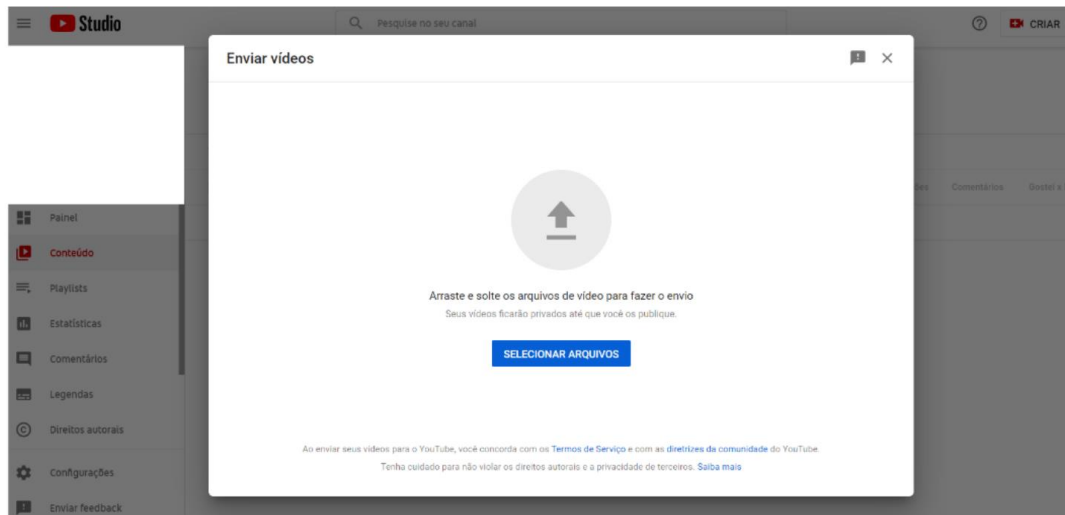 Studio
Pesquise no seu canal
CRIAR
Enviar vídeos
Comentários
Gostei x
Painel
Conteúdo
Playlists
Estatísticas
Comentários
Legendas
Direitos autorais
Configurações
Enviar feedback
Arraste e solte os arquivos de vídeo para fazer o envio
Seus vídeos ficarão privados até que você os publique.
SELECIONAR ARQUIVOS
Ao enviar seus vídeos para o YouTube, você concorda com os Termos de Serviço e com as diretrizes da comunidade do YouTube.
Tenha cuidado para não violar os direitos autorais e a privacidade de terceiros. Saiba mais